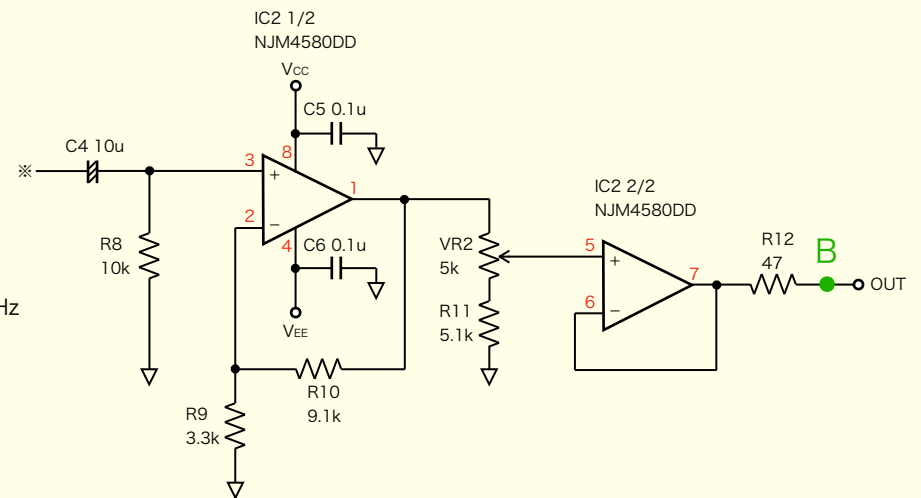 IC2 1/2
NJM4580DD
VCC
C5 0.1u
C4 10u
※
3
8
+
1
2
−
4
R8
10k
C6 0.1u
VEE
Hz
R10
9.1k
R9
3.3k
VR2
5k
R11
5.1k
IC2 2/2
NJM4580DD
5
+
7
6
−
R12
47
B
OUT